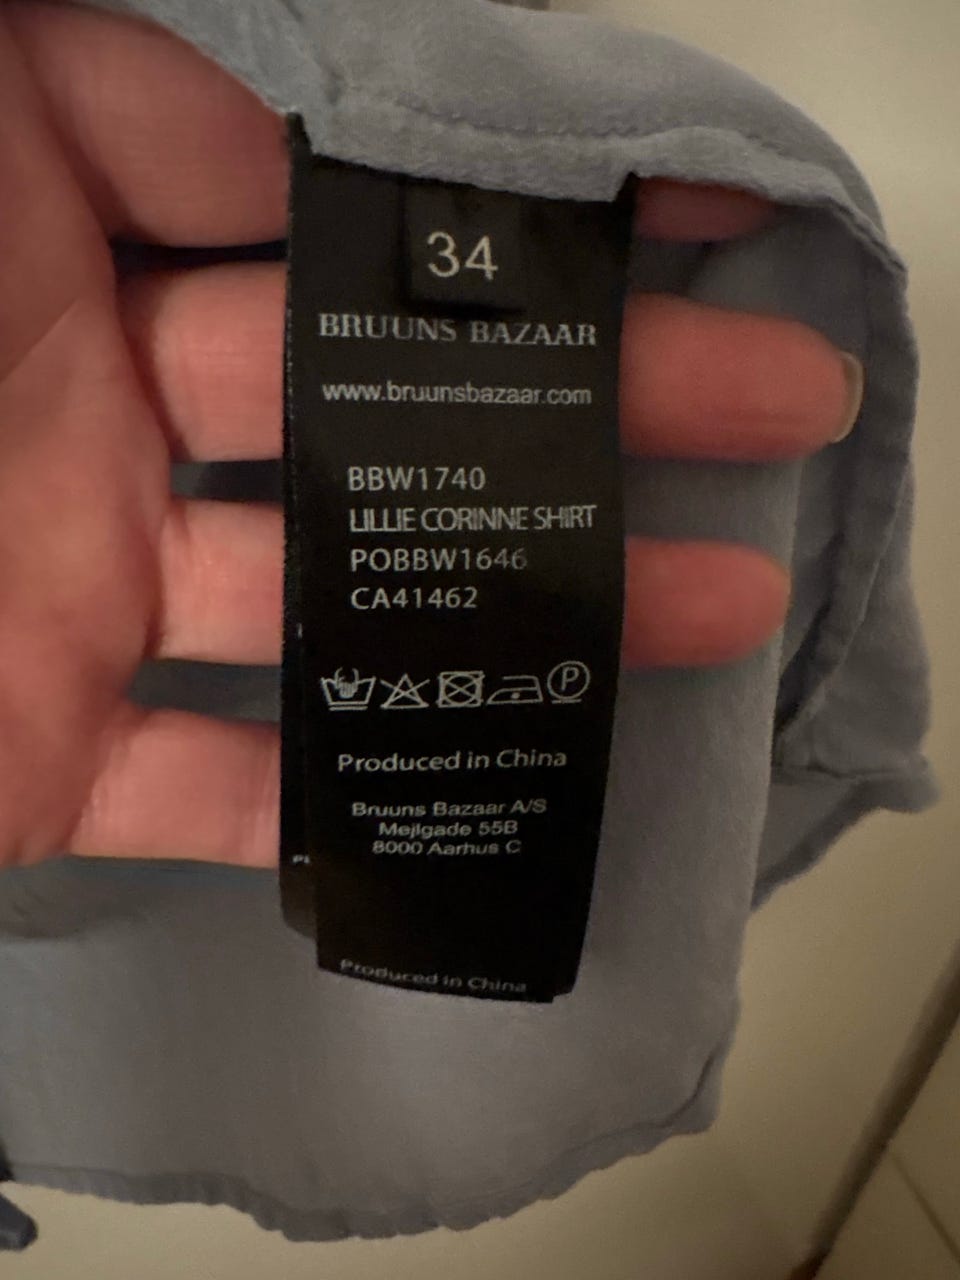 34
BRUUNS BAZAAR
www.bruunsbazaar.com
BBW1740
LILLIE CORINNE SHIRT
POBBW1646
CA41462
P
Produced in China
Bruuns Bazaar A/S
Mejlgade 55B
8000 Aarhus C
Produced in China